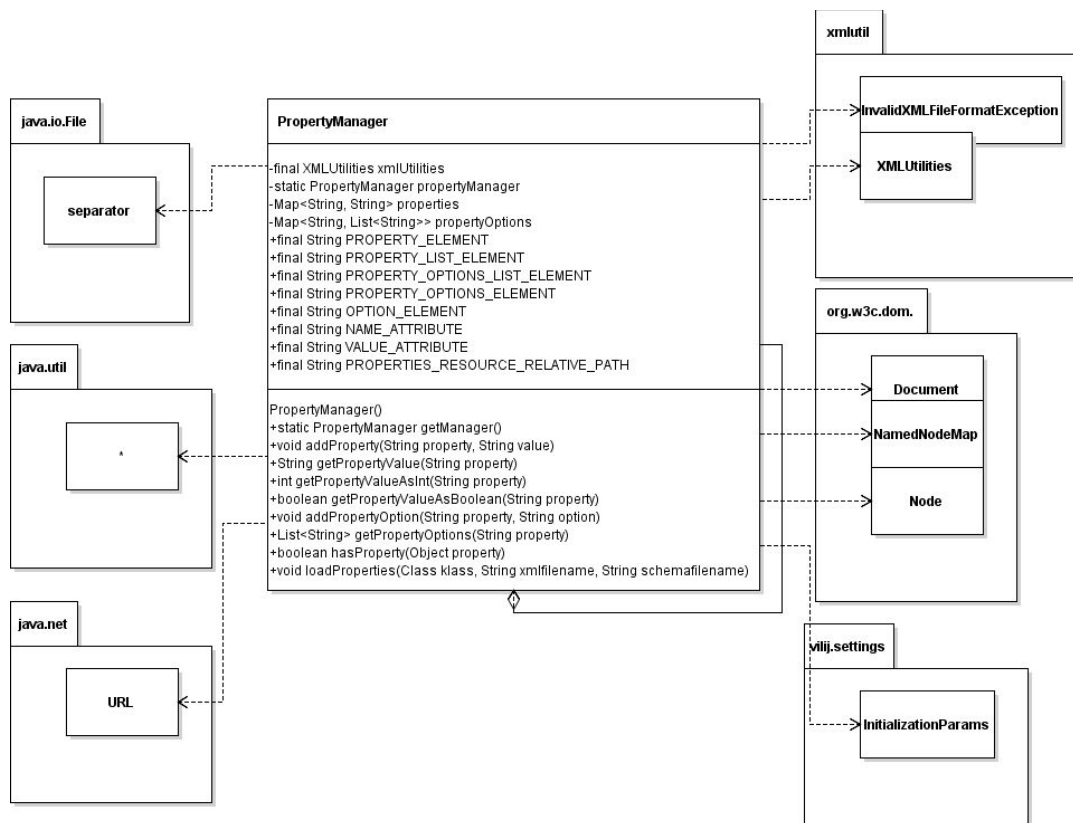 xmlutil
InvalidXMLFileFormatException
XMLUtilities
java.io.File
separator
PropertyManager
-final XMLUtilities xmlUtilities
-static PropertyManager propertyManager
-Map<String, String> properties
-Map<String, List<String>> propertyOptions
+final String PROPERTY_ELEMENT
+final String PROPERTY_LIST_ELEMENT
+final String PROPERTY_OPTIONS_LIST_ELEMENT
+final String PROPERTY_OPTIONS_ELEMENT
+final String OPTION_ELEMENT
+final String NAME_ATTRIBUTE
+final String VALUE_ATTRIBUTE
+final String PROPERTIES_RESOURCE_RELATIVE_PATH
PropertyManager()
+static PropertyManager getManager()
+void addProperty(String property, String value)
+String getPropertyValue(String property)
+int getPropertyValueAsInt(String property)
+boolean getPropertyValueAsBoolean(String property)
+void addPropertyOption(String property, String option)
+List<String> getPropertyOptions(String property)
+boolean hasProperty(Object property)
+void loadProperties(Class klass, String xmlfilename, String schemafilename)
org.w3c.dom.
Document
NamedNodeMap
Node
java.util
*
java.net
URL
vilij.settings
InitializationParams